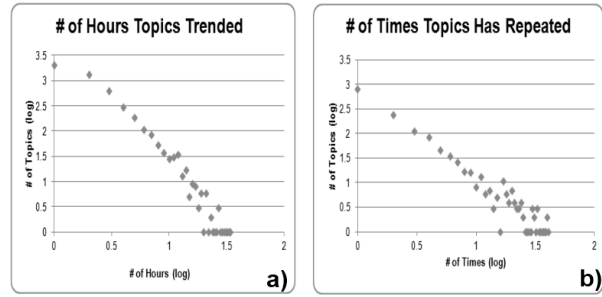 # of Hours Topics Trended
3.5
3
2.5
2
1.5
1
0.5
0
# of Topics (log)
0 0.5 1 1.5 2
# of Hours (log)
a)
# of Times Topics Has Repeated
3.5
3
2.5
2
1.5
1
0.5
0
# of Topics (log)
0 0.5 1 1.5 2
# of Times (log)
b)